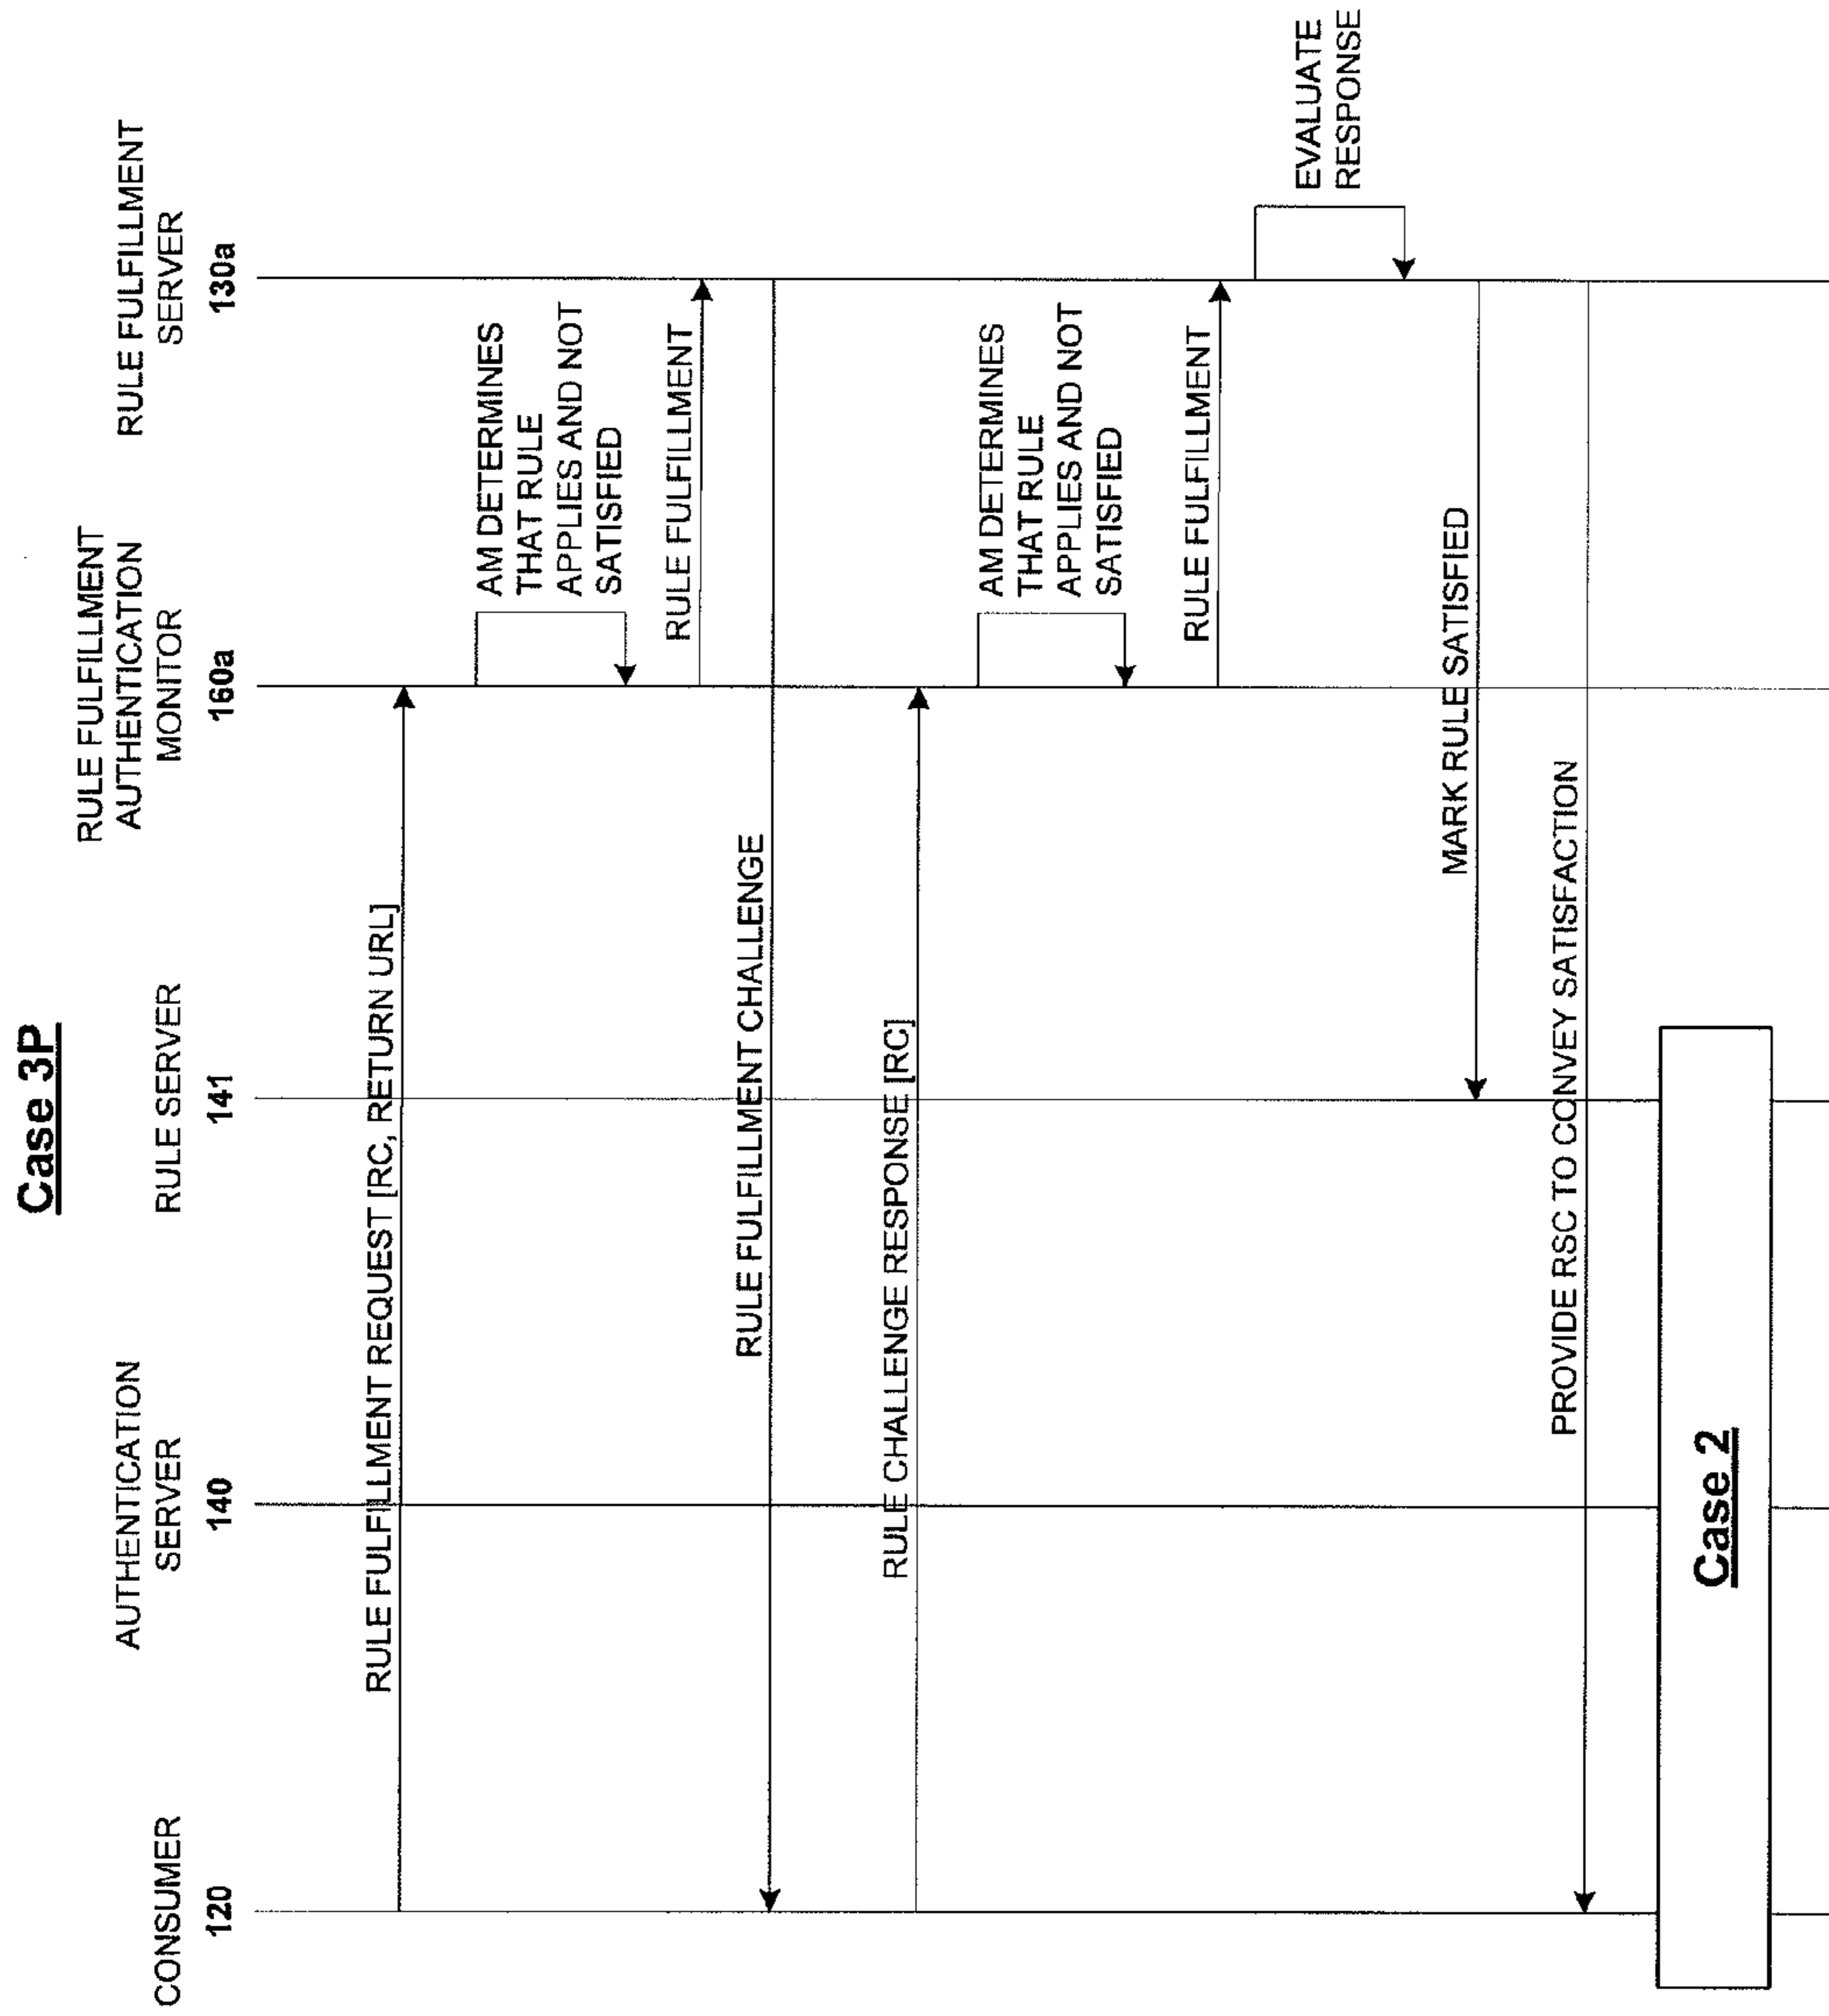 Case 3P
CONSUMER
120
AUTHENTICATION
SERVER
140
RULE SERVER
141
RULE FULFILLMENT
AUTHENTICATION
MONITOR
160a
RULE FULFILLMENT
SERVER
130a
RULE FULFILLMENT REQUEST [RC, RETURN URL]
AM DETERMINES
THAT RULE
APPLIES AND NOT
SATISFIED
RULE FULFILLMENT
RULE FULFILLMENT CHALLENGE
RULE CHALLENGE RESPONSE [RC]
AM DETERMINES
THAT RULE
APPLIES AND NOT
SATISFIED
RULE FULFILLMENT
EVALUATE
RESPONSE
MARK RULE SATISFIED
PROVIDE RSC TO CONVEY SATISFACTION
Case 2